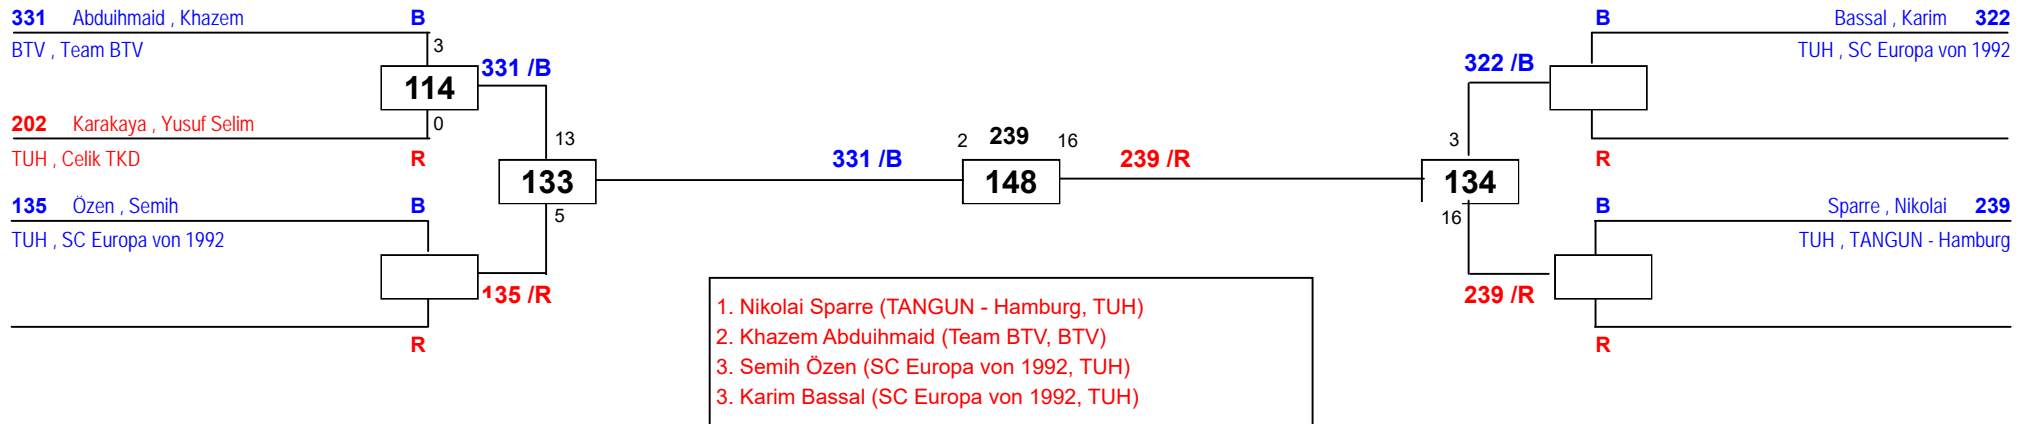 331 Abduihmaid , Khazem B
BTV , Team BTV
3
114
331 /B
0
202 Karakaya , Yusuf Selim
TUH , Celik TKD R
13
133
5
135 Özen , Semih B
TUH , SC Europa von 1992
135 /R
R
331 /B
2 239 16
148
239 /R
B Bassal , Karim 322
TUH , SC Europa von 1992
322 /B
R
3
134
16
B Sparre , Nikolai 239
TUH , TANGUN - Hamburg
239 /R
R
1. Nikolai Sparre (TANGUN - Hamburg, TUH)
2. Khazem Abduihmaid (Team BTV, BTV)
3. Semih Özen (SC Europa von 1992, TUH)
3. Karim Bassal (SC Europa von 1992, TUH)